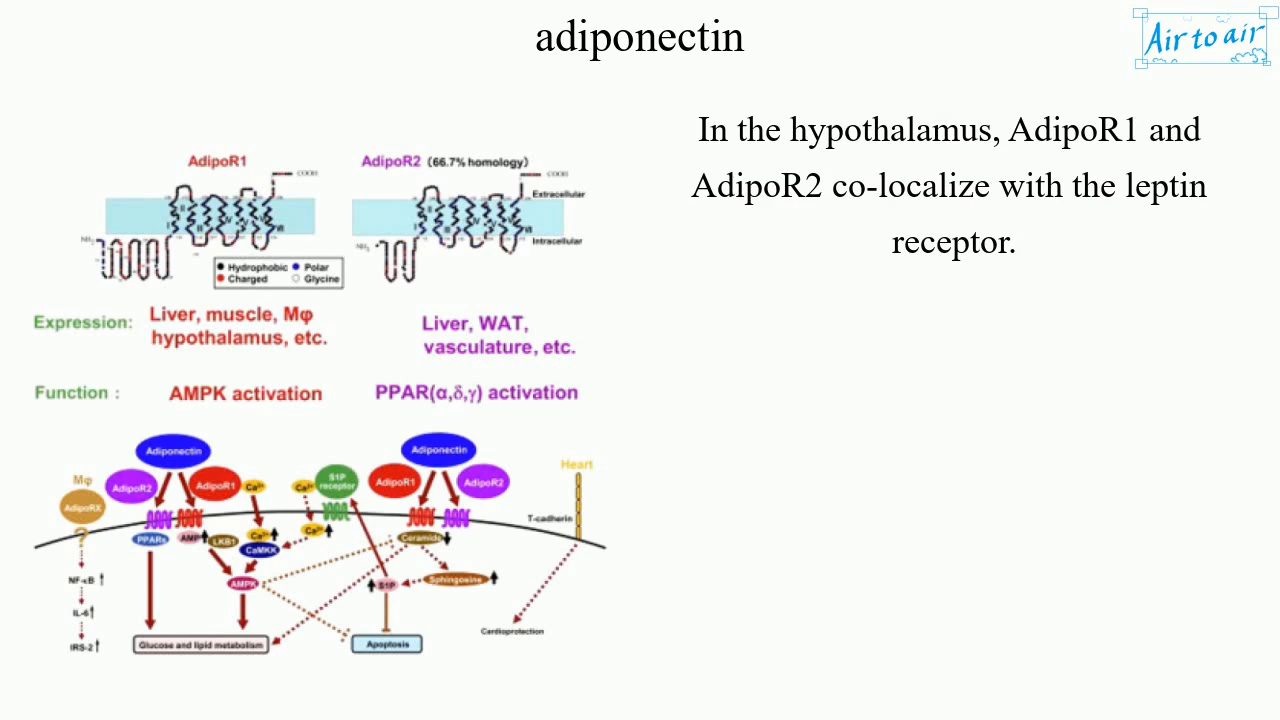 adiponectin
Air to air
In the hypothalamus, AdipoR1 and
AdipoR2 co-localize with the leptin
receptor.
AdipoR1
AdipoR2 (66.7% homology)
COOH
COOH
Extracellular
Intracellular
NH2
NH2
Hydrophobic Polar
Charged Glycine
Expression: Liver, muscle, Mφ
hypothalamus, etc.
Liver, WAT,
vasculature, etc.
Function : AMPK activation PPAR(α,δ,γ) activation
Adiponectin
Adiponectin
Heart
Mφ
AdipoR2
AdipoR1
Ca2+
Ca2+
S1P
receptor
AdipoR1
AdipoR2
AdipoRX
T-cadherin
?
PPARs
AMP
LKB1
Ca2+
CaMKK
Ca2+
Ceramide
NF-κB
AMPK
S1P
Sphingosine
IL-6
IRS-2
Glucose and lipid metabolism
Apoptosis
Cardioprotection